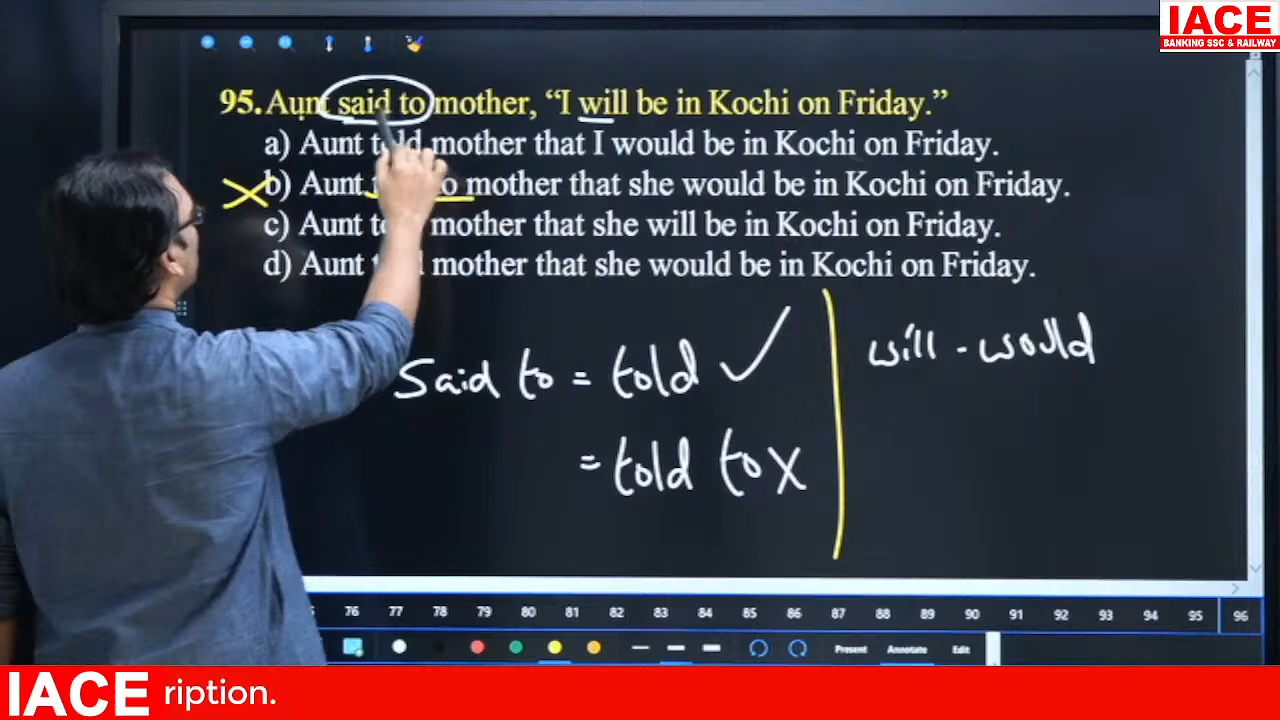 IACE
BANKING SSC & RAILWAY
95. Aunt said to mother, “I will be in Kochi on Friday.”
a) Aunt told mother that I would be in Kochi on Friday.
b) Aunt to mother that she would be in Kochi on Friday.
c) Aunt mother that she will be in Kochi on Friday.
d) Aunt mother that she would be in Kochi on Friday.
Said to = told ✓
= told to X
will - would
76 77 78 79 80 81 82 83 84 85 86 87 88 89 90 91 92 93 94 95 96
Present Annotate Edit
IACE ription.